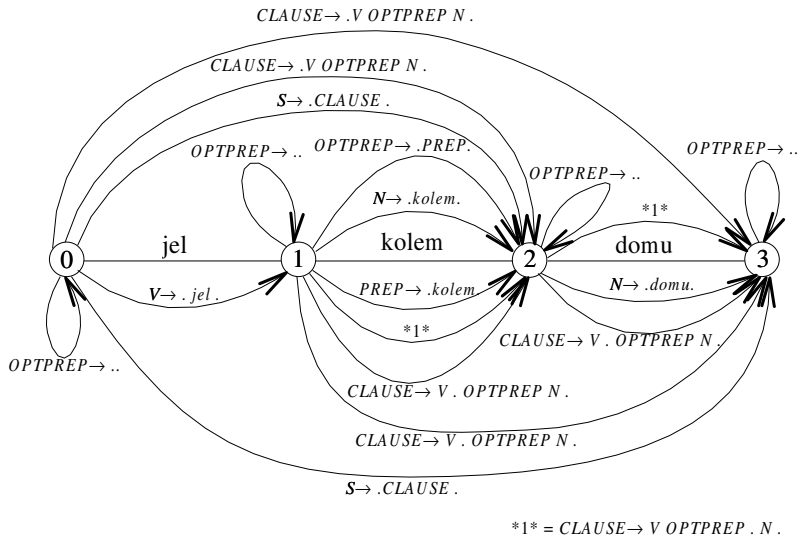 CLAUSE→ .V OPTPREP N .
CLAUSE→ .V OPTPREP N .
S→ .CLAUSE .
OPTPREP→ ..
OPTPREP→ .PREP.
OPTPREP→ ..
OPTPREP→ ..
N→ .kolem.
*1*
0 jel 1 kolem 2 domu 3
V→ . jel .
PREP→ .kolem
N→ .domu.
*1*
CLAUSE→ V . OPTPREP N .
OPTPREP→ ..
CLAUSE→ V . OPTPREP N .
CLAUSE→ V . OPTPREP N .
S→ .CLAUSE .
*1* = CLAUSE→ V OPTPREP . N .